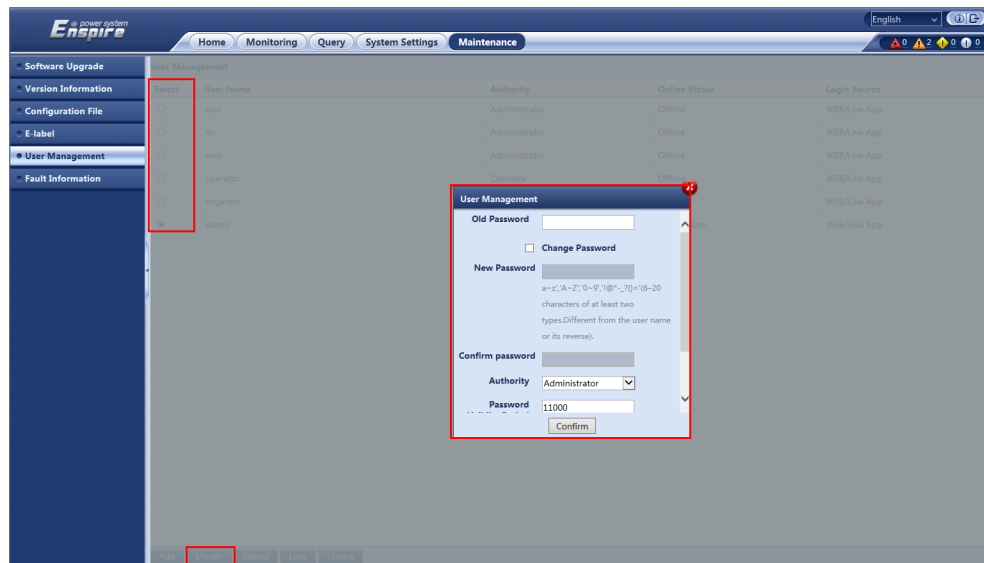 English
Enspire e power system
Home Monitoring Query System Settings Maintenance
0 2 0 0
Software Upgrade
Version Information
Configuration File
E-label
User Management
Fault Information
User Management
Select User Name Authority Online Status Login Source
wan Administrator Offline WEB/Live App
hh Administrator Offline WEB/Live App
Administrator Offline WEB/Live App
operator Operator Offline WEB/Live App
engineer WEB/Live App
admin WEB/Live App
User Management
Old Password
Change Password
New Password
a~z','A~Z','0~9','!@^-_?{}='(6–20
characters of at least two
types.Different from the user name
or its reverse).
Confirm password
Authority Administrator
Password 11000
Confirm
Add Modify Delete Lock Unlock